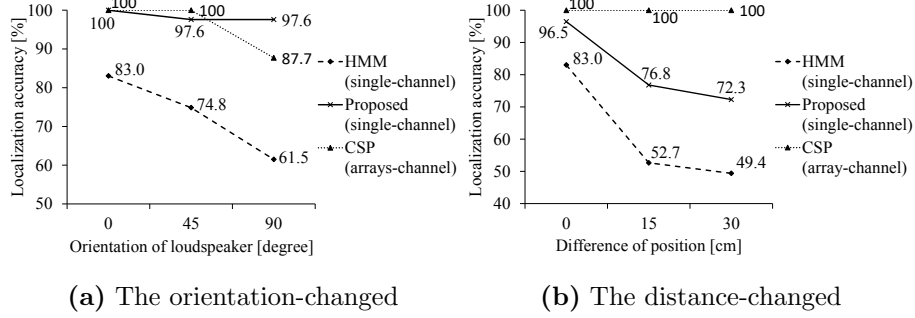 Localization accuracy [%]
100
90
80
70
60
50
100
100
97.6
100
97.6
87.7
83.0
74.8
61.5
0 45 90
Orientation of loudspeaker [degree]
HMM
(single-channel)
Proposed
(single-channel)
CSP
(arrays-channel)
(a) The orientation-changed
Localization accuracy [%]
100
90
80
70
60
50
40
100
100
100
96.5
83.0
76.8
72.3
52.7
49.4
0 15 30
Difference of position [cm]
HMM
(single-channel)
Proposed
(single-channel)
CSP
(array-channel)
(b) The distance-changed